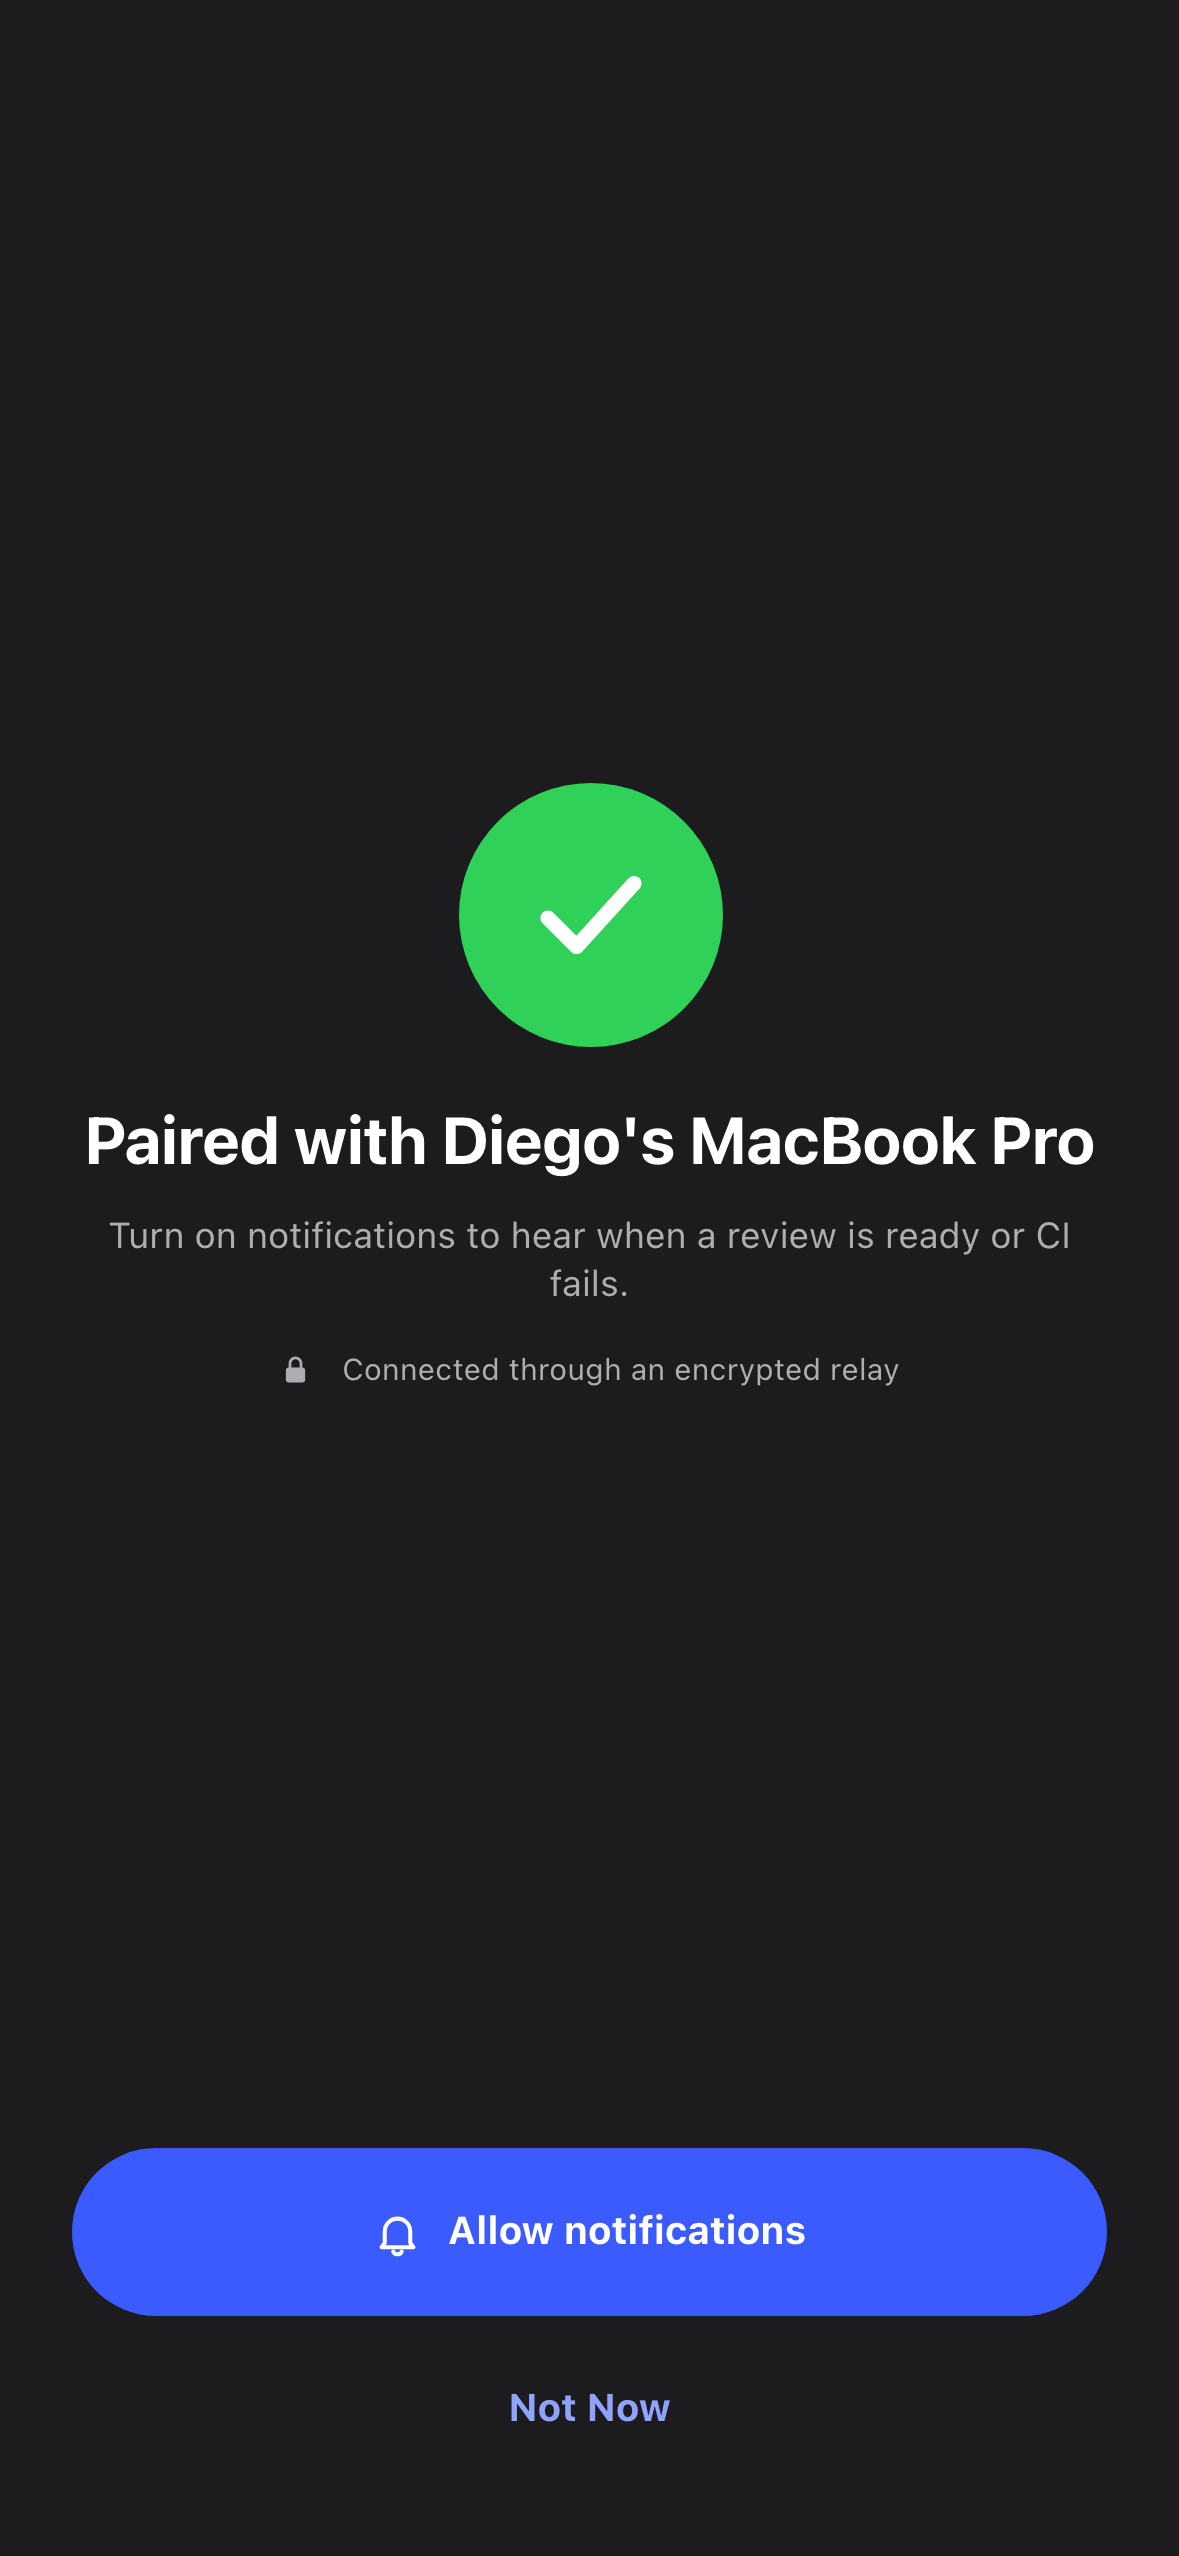 Paired with Diego's MacBook Pro
Turn on notifications to hear when a review is ready or CI
fails.
Connected through an encrypted relay
Allow notifications
Not Now